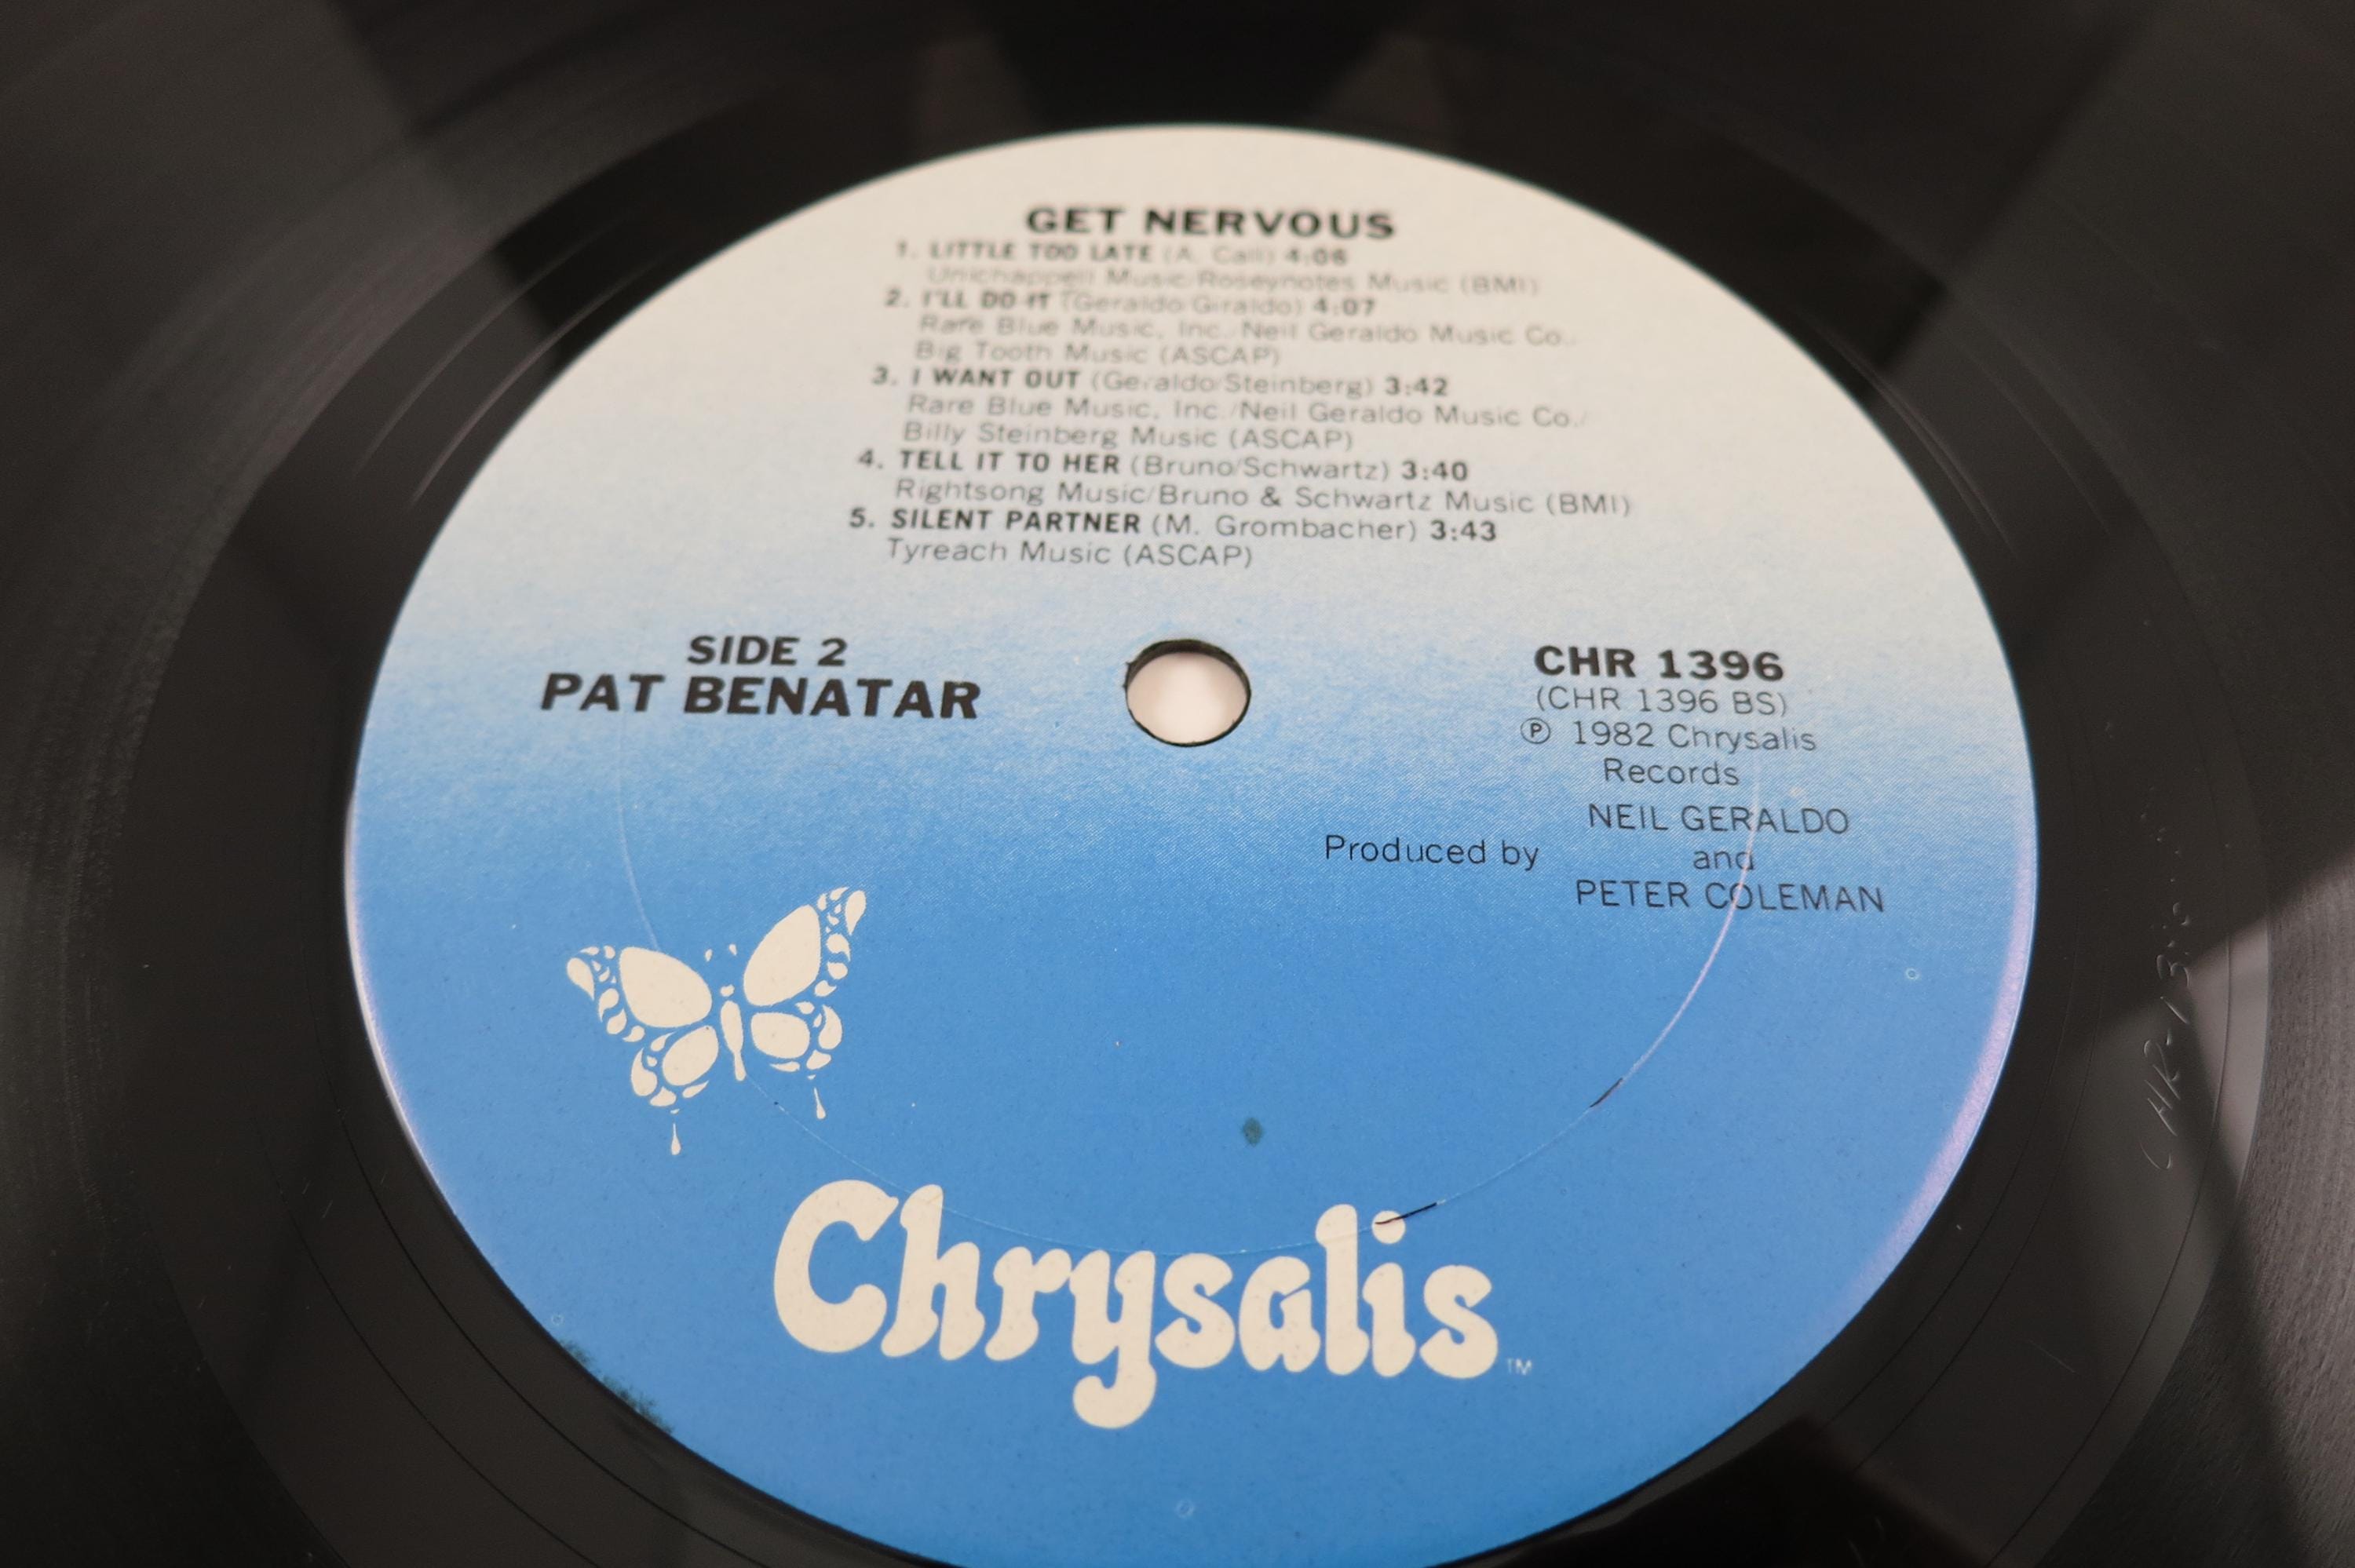 GET NERVOUS
1. LITTLE TOO LATE (A. Call) 4:06
Unichappell Music/Roseynotes Music (BMI)
2. I'LL DO IT (Geraldo/Giraldo) 4:07
Rare Blue Music, Inc./Neil Geraldo Music Co./
Big Tooth Music (ASCAP)
3. I WANT OUT (Geraldo/Steinberg) 3:42
Rare Blue Music, Inc./Neil Geraldo Music Co./
Billy Steinberg Music (ASCAP)
4. TELL IT TO HER (Bruno/Schwartz) 3:40
Rightsong Music/Bruno & Schwartz Music (BMI)
5. SILENT PARTNER (M. Grombacher) 3:43
Tyreach Music (ASCAP)
SIDE 2
PAT BENATAR
CHR 1396
(CHR 1396 BS)
Ⓟ 1982 Chrysalis
Records
Produced by
NEIL GERALDO
and
PETER COLEMAN
Chrysalis
TM